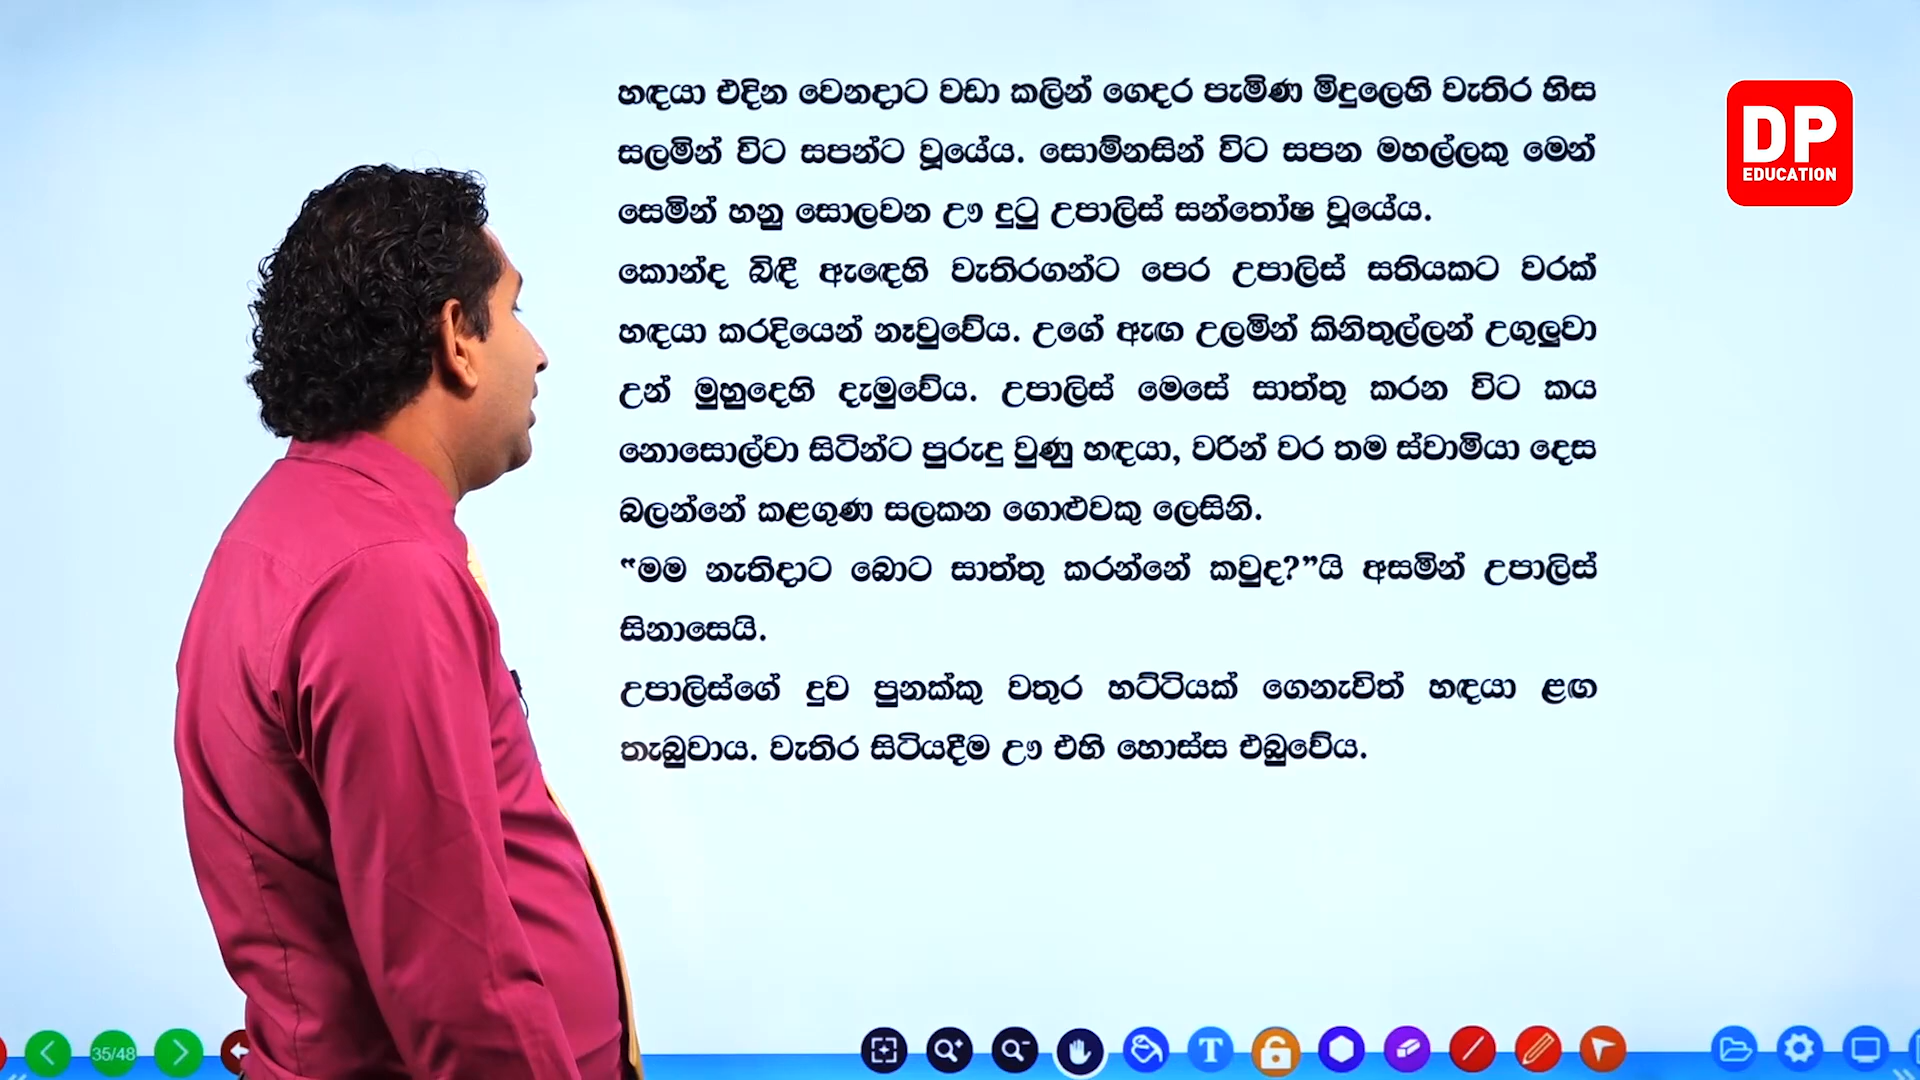 හඳයා එදින වෙනදාට වඩා කලින් ගෙදර පැමිණ මිදුලෙහි වැතිර හිස
සලමින් විට සපන්ට වූයේය. සොම්නසින් විට සපන මහල්ලකු මෙන්
සෙමින් හනු සොලවන ඌ දුටු උපාලිස් සන්තෝෂ වූයේය.
කොන්ද බිඳී ඇඳෙහි වැතිරගන්ට පෙර උපාලිස් සතියකට වරක්
හඳයා කරදියෙන් නෑවුවේය. උගේ ඇඟ උලමින් කිනිතුල්ලන් උගුලුවා
උන් මුහුදෙහි දැමුවේය. උපාලිස් මෙසේ සාත්තු කරන විට කය
නොසොල්වා සිටින්ට පුරුදු වුණු හඳයා, වරින් වර තම ස්වාමියා දෙස
බලන්නේ කළගුණ සලකන ගොළුවකු ලෙසිනි.
“මම නැතිදාට බොට සාත්තු කරන්නේ කවුද?”යි අසමින් උපාලිස්
සිනාසෙයි.
උපාලිස්ගේ දුව පුනක්කු වතුර හට්ටියක් ගෙනැවිත් හඳයා ළඟ
තැබුවාය. වැතිර සිටියදීම ඌ එහි හොස්ස එබුවේය.
DP
EDUCATION
35/48
T